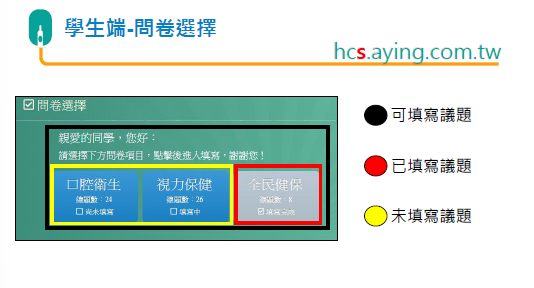 學生端-問卷選擇
hcs.aying.com.tw
問卷選擇
親愛的同學，您好：
請選擇下方問卷項目，點擊後進入填寫，謝謝您！
口腔衛生
總題數：24
尚未填寫
視力保健
總題數：26
填寫中
全民健保
總題數：8
填寫完成
可填寫議題
已填寫議題
未填寫議題